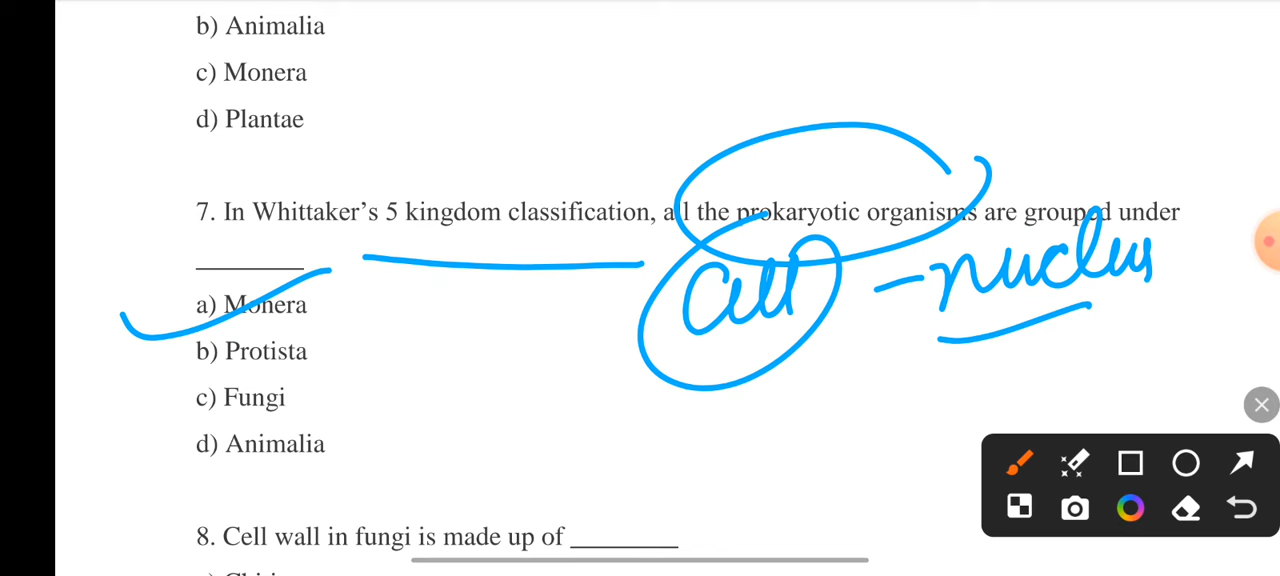 b) Animalia
c) Monera
d) Plantae
7. In Whittaker's 5 kingdom classification, all the prokaryotic organisms are grouped under
________
cell - nucleus
a) Monera
b) Protista
c) Fungi
d) Animalia
8. Cell wall in fungi is made up of ________